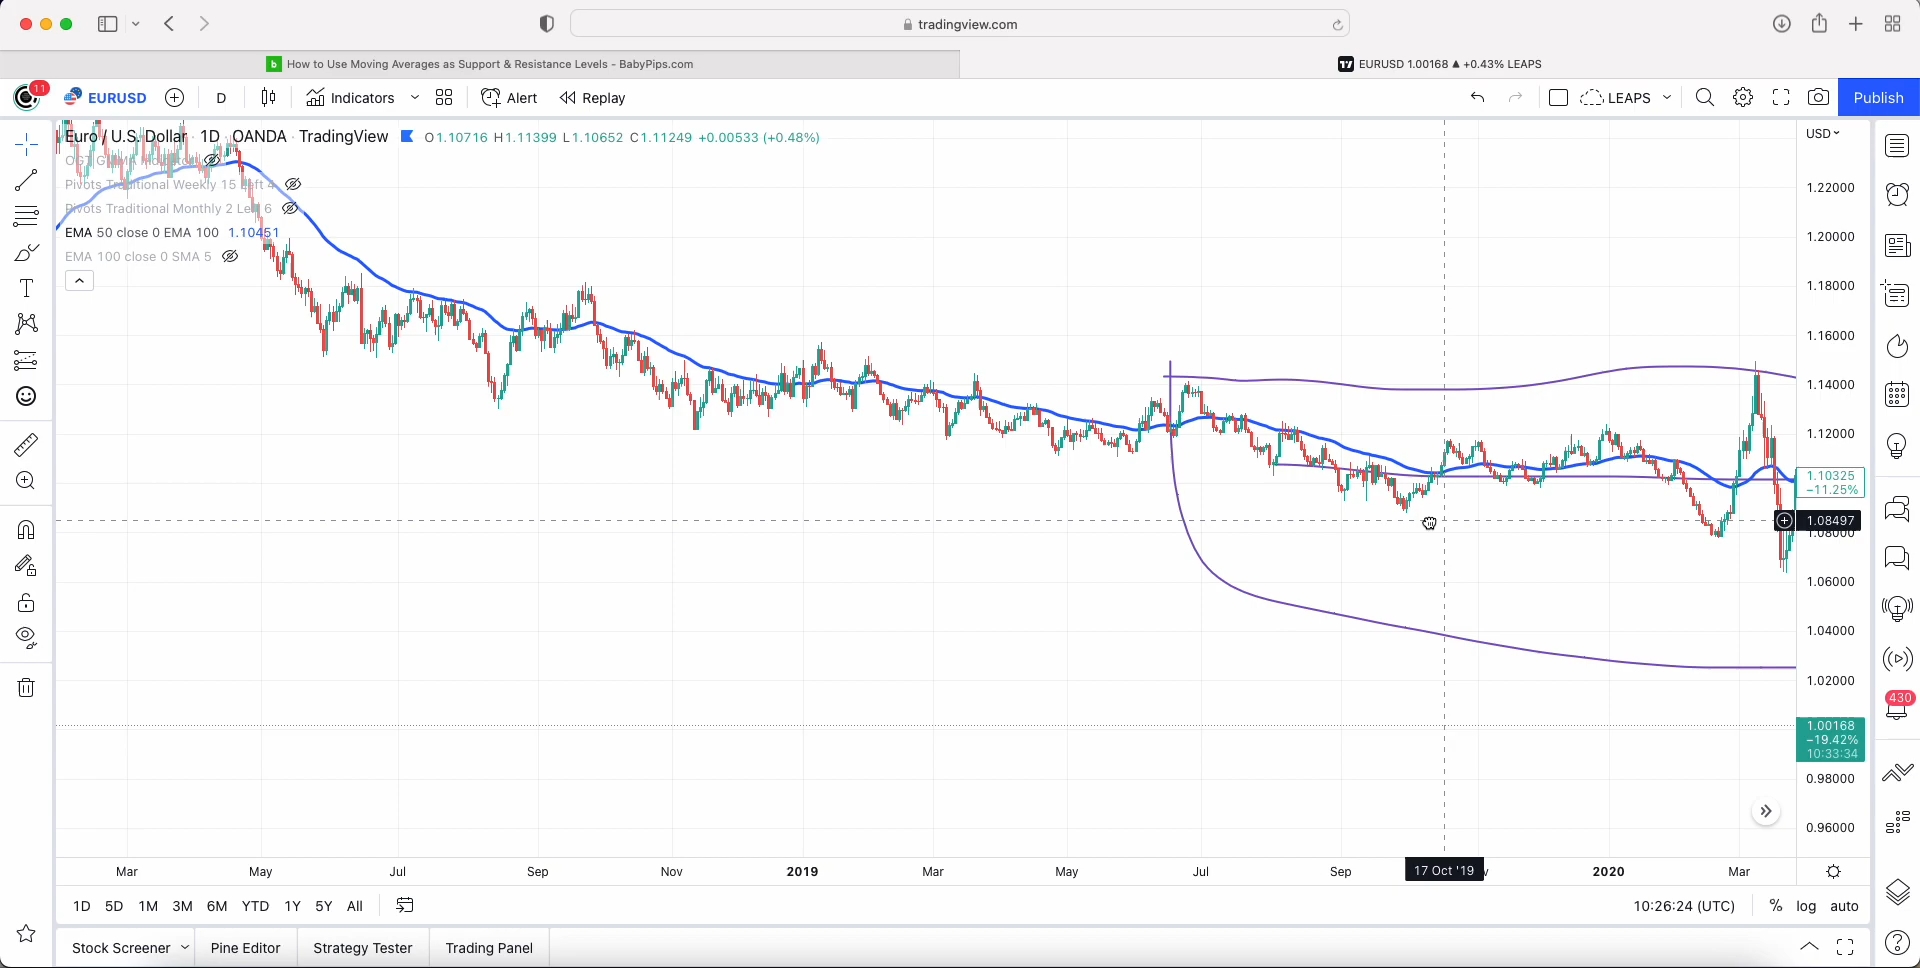 tradingview.com
How to Use Moving Averages as Support & Resistance Levels - BabyPips.com
EURUSD 1.00168 ▲ +0.43% LEAPS
11
EURUSD
D
Indicators
Alert
Replay
LEAPS
Publish
Euro / U.S. Dollar 1D OANDA TradingView O1.10716 H1.11399 L1.10652 C1.11249 +0.00533 (+0.48%)
USD
Pivots Traditional Weekly 15 Left 4
Pivots Traditional Monthly 2 Left 6
EMA 50 close 0 EMA 100 1.10451
EMA 100 close 0 SMA 5
1.22000
1.20000
1.18000
1.16000
1.14000
1.12000
1.10325
−11.25%
1.08497
1.08000
1.06000
1.04000
1.02000
1.00168
−19.42%
10:33:34
0.98000
0.96000
430
Mar May Jul Sep Nov 2019 Mar May Jul Sep 17 Oct '19 2020 Mar
1D 5D 1M 3M 6M YTD 1Y 5Y All
10:26:24 (UTC) % log auto
Stock Screener Pine Editor Strategy Tester Trading Panel